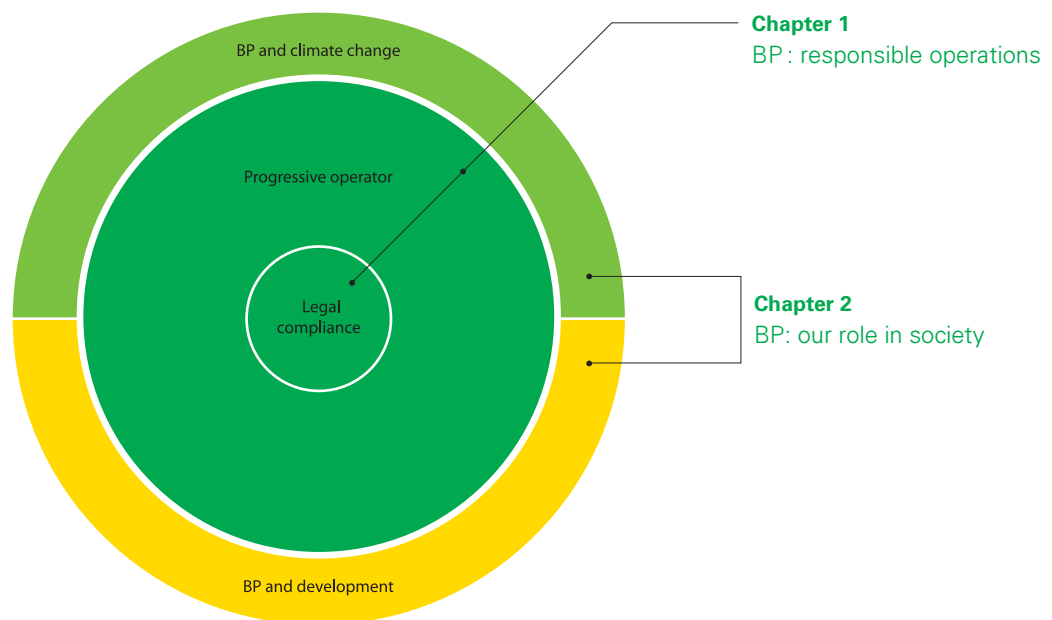 Chapter 1
BP: responsible operations
BP and climate change
Progressive operator
Legal
compliance
Chapter 2
BP: our role in society
BP and development